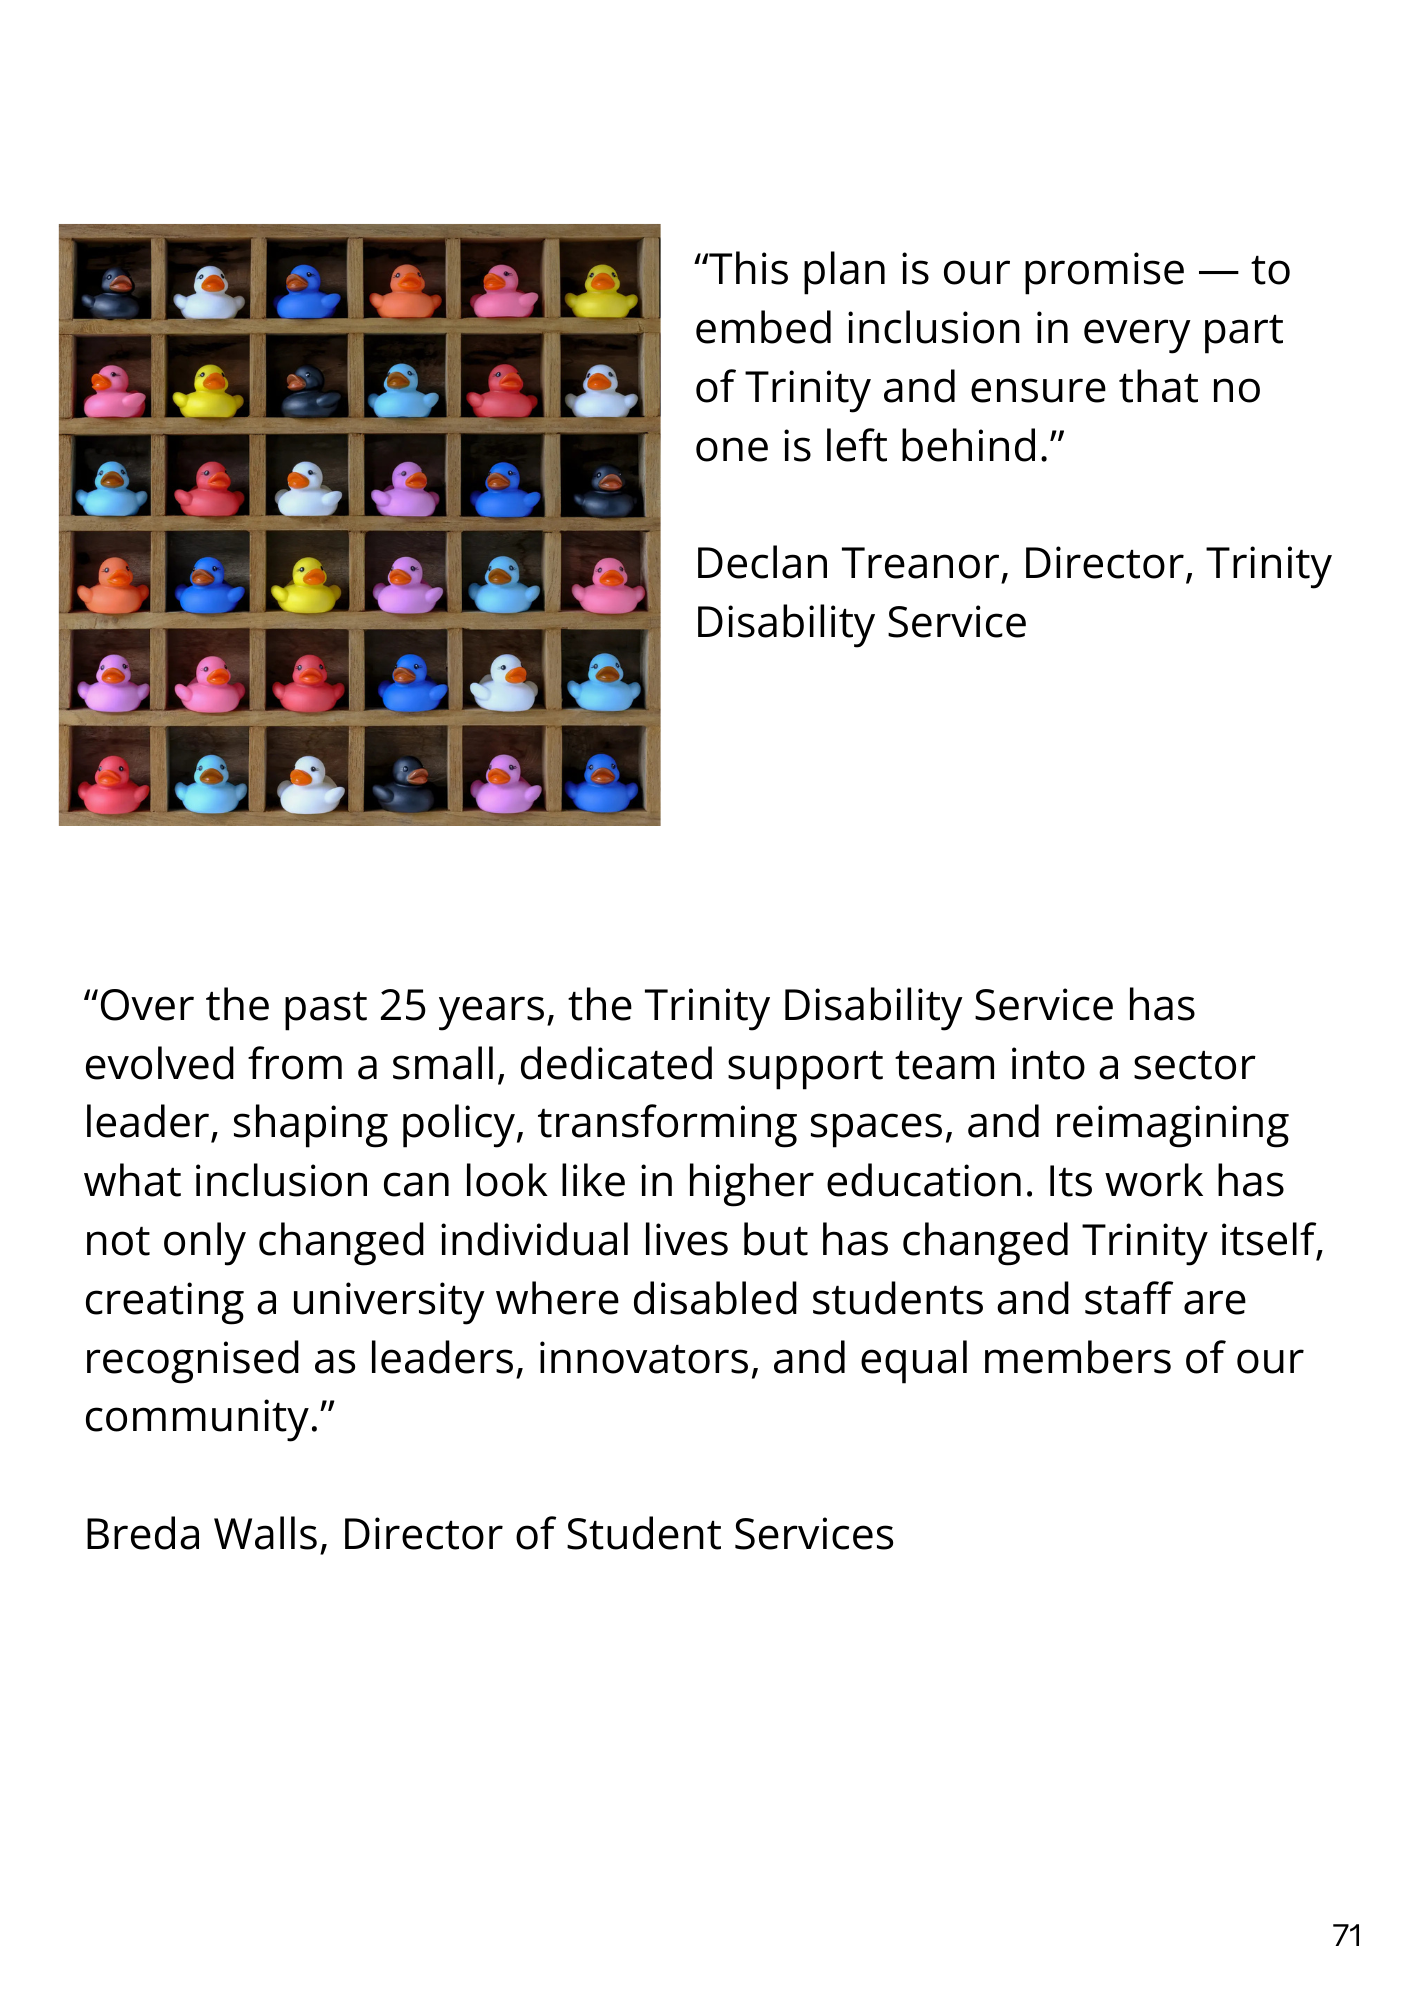 “This plan is our promise — to
embed inclusion in every part
of Trinity and ensure that no
one is left behind.”
Declan Treanor, Director, Trinity
Disability Service
“Over the past 25 years, the Trinity Disability Service has
evolved from a small, dedicated support team into a sector
leader, shaping policy, transforming spaces, and reimagining
what inclusion can look like in higher education. Its work has
not only changed individual lives but has changed Trinity itself,
creating a university where disabled students and staff are
recognised as leaders, innovators, and equal members of our
community.”
Breda Walls, Director of Student Services
71